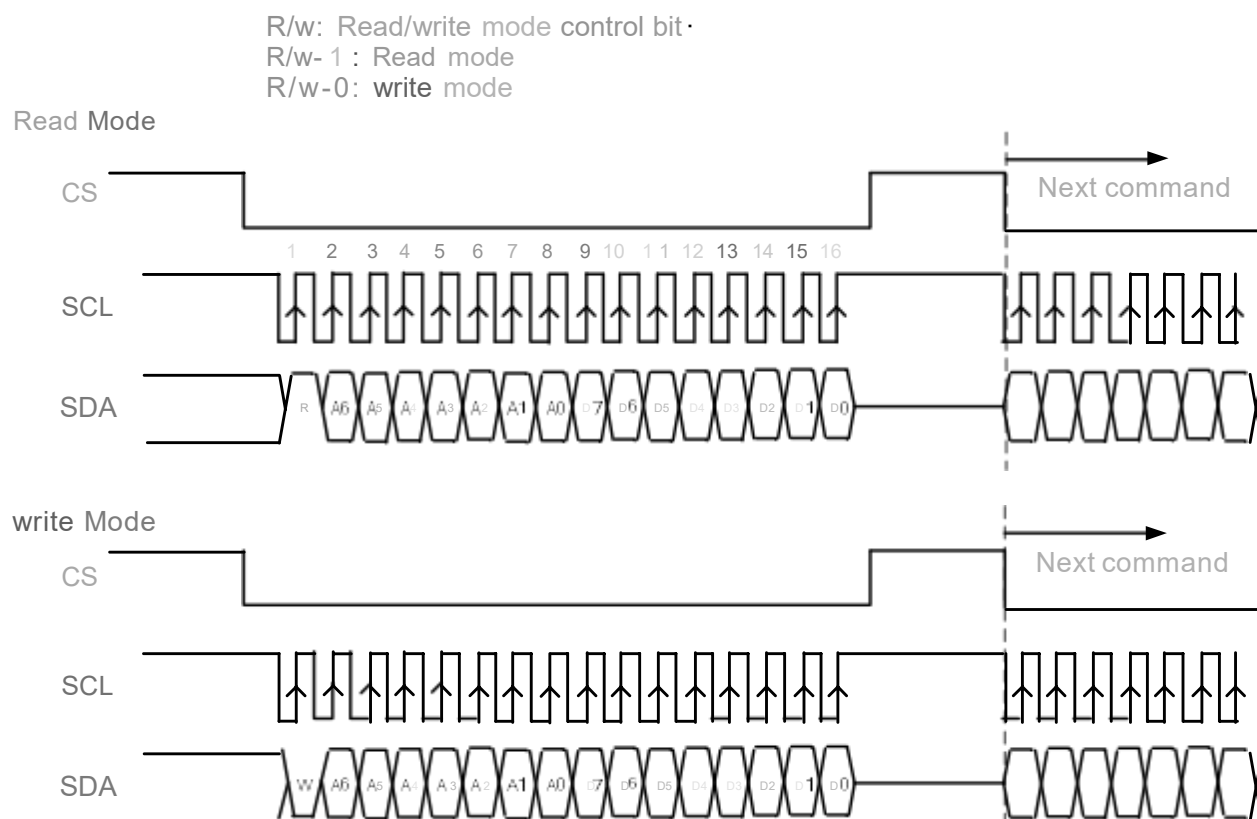 R/w: Read/write mode control bit·
R/w- 1 : Read mode
R/w-0: write mode
Read Mode
CS
Next command
1 2 3 4 5 6 7 8 9 10 11 12 13 14 15 16
SCL
SDA
R A6 A5 A4 A3 A2 A1 A0 D7 D6 D5 D4 D3 D2 D1 D0
write Mode
CS
Next command
SCL
SDA
W A6 A5 A4 A3 A2 A1 A0 D7 D6 D5 D4 D3 D2 D1 D0